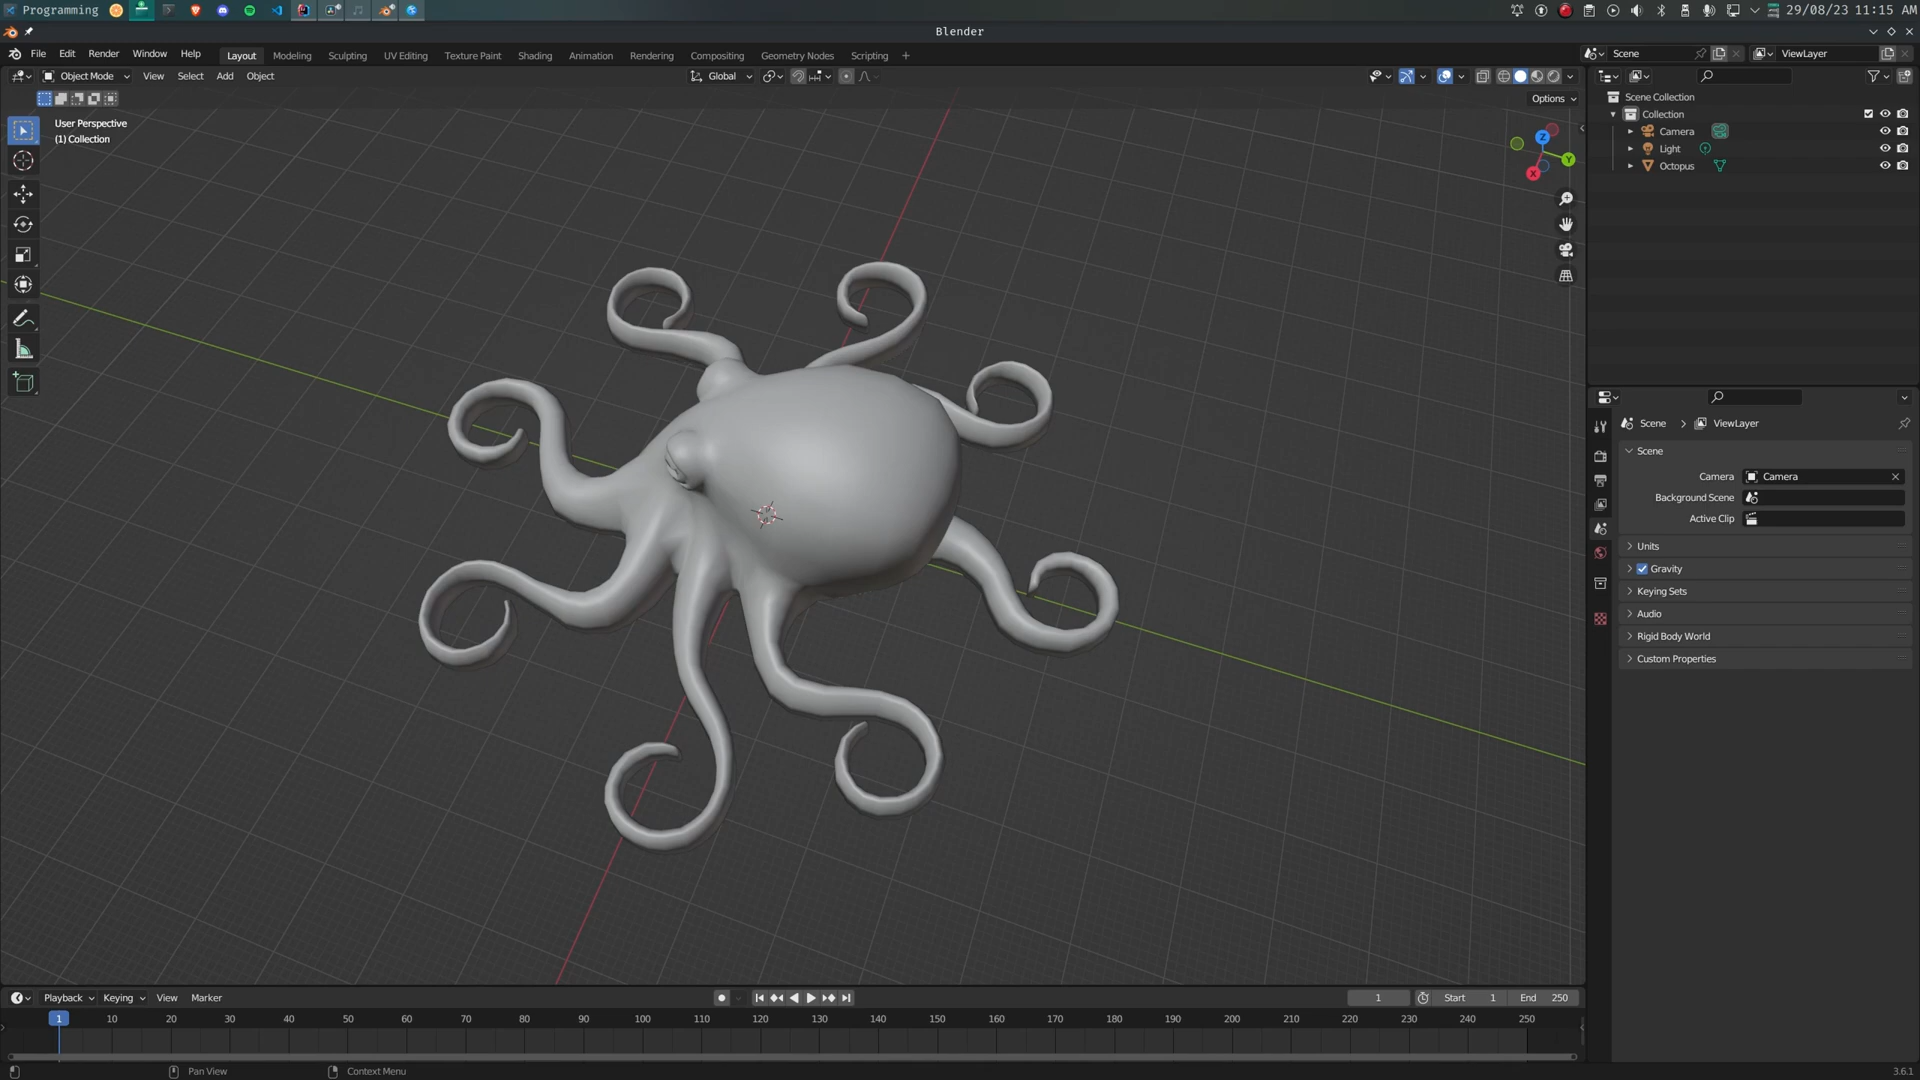 Programming
29/08/23 11:15 AM
Blender
File Edit Render Window Help Layout Modeling Sculpting UV Editing Texture Paint Shading Animation Rendering Compositing Geometry Nodes Scripting +
Scene ViewLayer
Object Mode View Select Add Object Global
Options
User Perspective
(1) Collection
Z
Y
X
Scene Collection
Collection
Camera
Light
Octopus
Scene > ViewLayer
Scene
Camera Camera
Background Scene
Active Clip
Units
Gravity
Keying Sets
Audio
Rigid Body World
Custom Properties
Playback Keying View Marker 1 Start 1 End 250
1 10 20 30 40 50 60 70 80 90 100 110 120 130 140 150 160 170 180 190 200 210 220 230 240 250
Pan View Context Menu 3.6.1